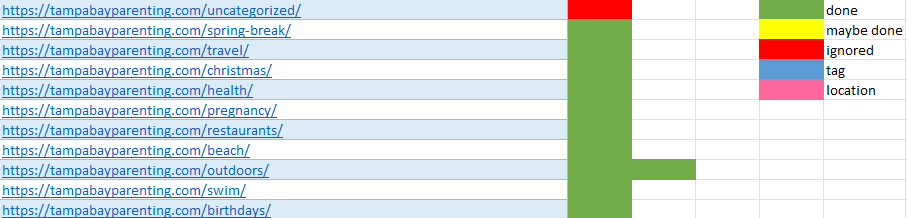 https://tampabayparenting.com/uncategorized/
https://tampabayparenting.com/spring-break/
https://tampabayparenting.com/travel/
https://tampabayparenting.com/christmas/
https://tampabayparenting.com/health/
https://tampabayparenting.com/pregnancy/
https://tampabayparenting.com/restaurants/
https://tampabayparenting.com/beach/
https://tampabayparenting.com/outdoors/
https://tampabayparenting.com/swim/
https://tampabayparenting.com/birthdays/
done
maybe done
ignored
tag
location